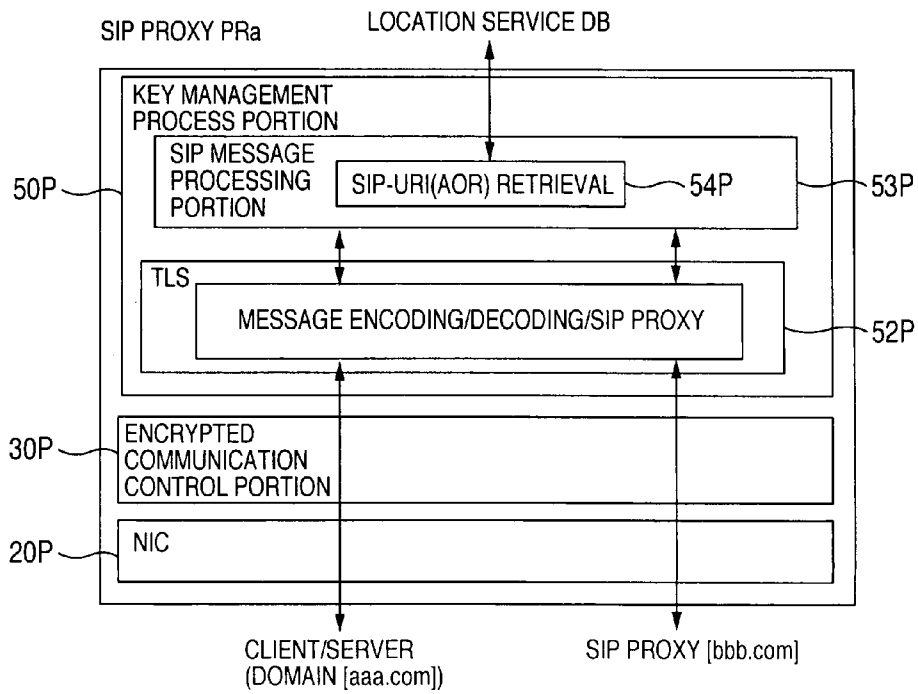 SIP PROXY PRa
LOCATION SERVICE DB
KEY MANAGEMENT
PROCESS PORTION
SIP MESSAGE
PROCESSING
PORTION
SIP-URI(AOR) RETRIEVAL
54P
53P
50P
TLS
MESSAGE ENCODING/DECODING/SIP PROXY
52P
30P
ENCRYPTED
COMMUNICATION
CONTROL PORTION
20P
NIC
CLIENT/SERVER
(DOMAIN [aaa.com])
SIP PROXY [bbb.com]